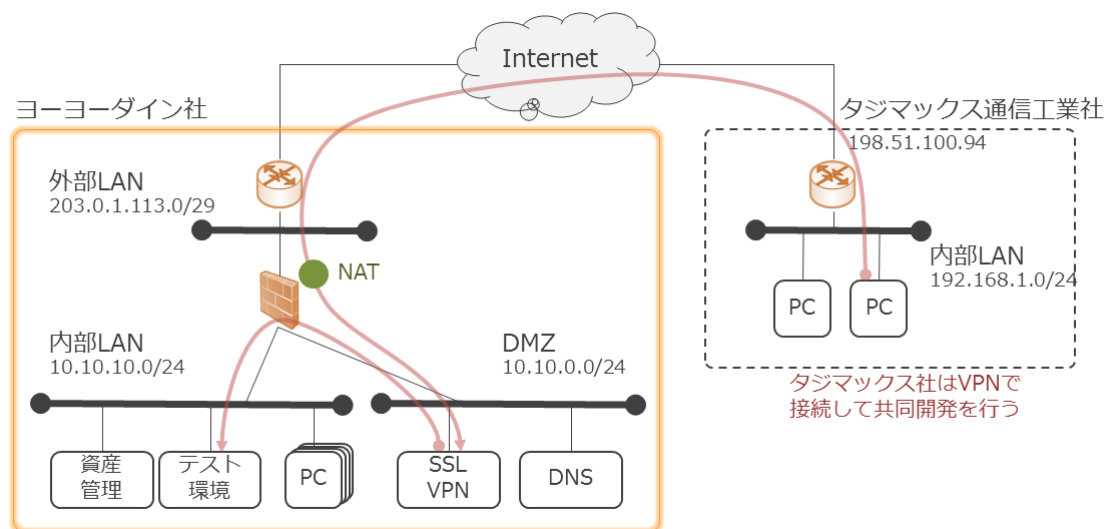 Internet
ヨーヨーダイン社
タジマックス通信工業社
198.51.100.94
外部LAN
203.0.1.113.0/29
NAT
内部LAN
192.168.1.0/24
PC
PC
内部LAN
10.10.10.0/24
DMZ
10.10.0.0/24
タジマックス社はVPNで
接続して共同開発を行う
資産
管理
テスト
環境
PC
SSL
VPN
DNS